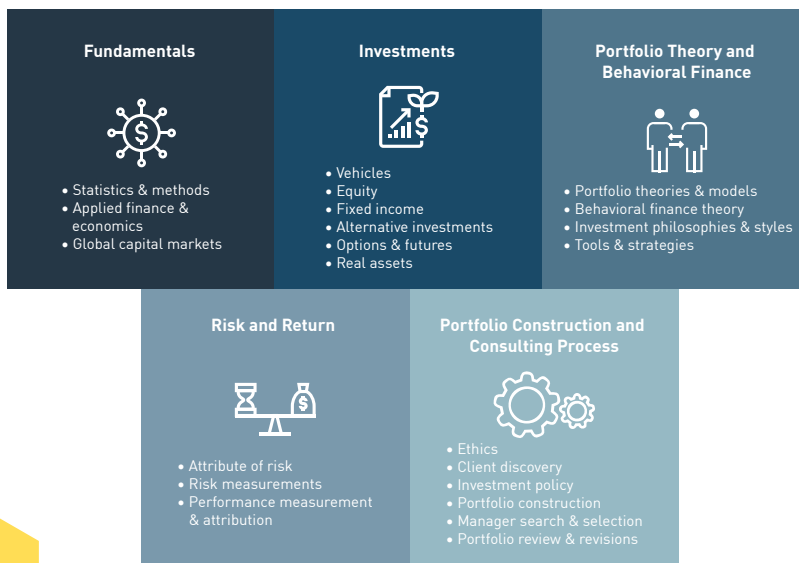 Fundamentals
• Statistics & methods
• Applied finance &
economics
• Global capital markets
Investments
$
• Vehicles
• Equity
• Fixed income
• Alternative investments
• Options & futures
• Real assets
Portfolio Theory and
Behavioral Finance
• Portfolio theories & models
• Behavioral finance theory
• Investment philosophies & styles
• Tools & strategies
Risk and Return
$
• Attribute of risk
• Risk measurements
• Performance measurement
& attribution
Portfolio Construction and
Consulting Process
• Ethics
• Client discovery
• Investment policy
• Portfolio construction
• Manager search & selection
• Portfolio review & revisions